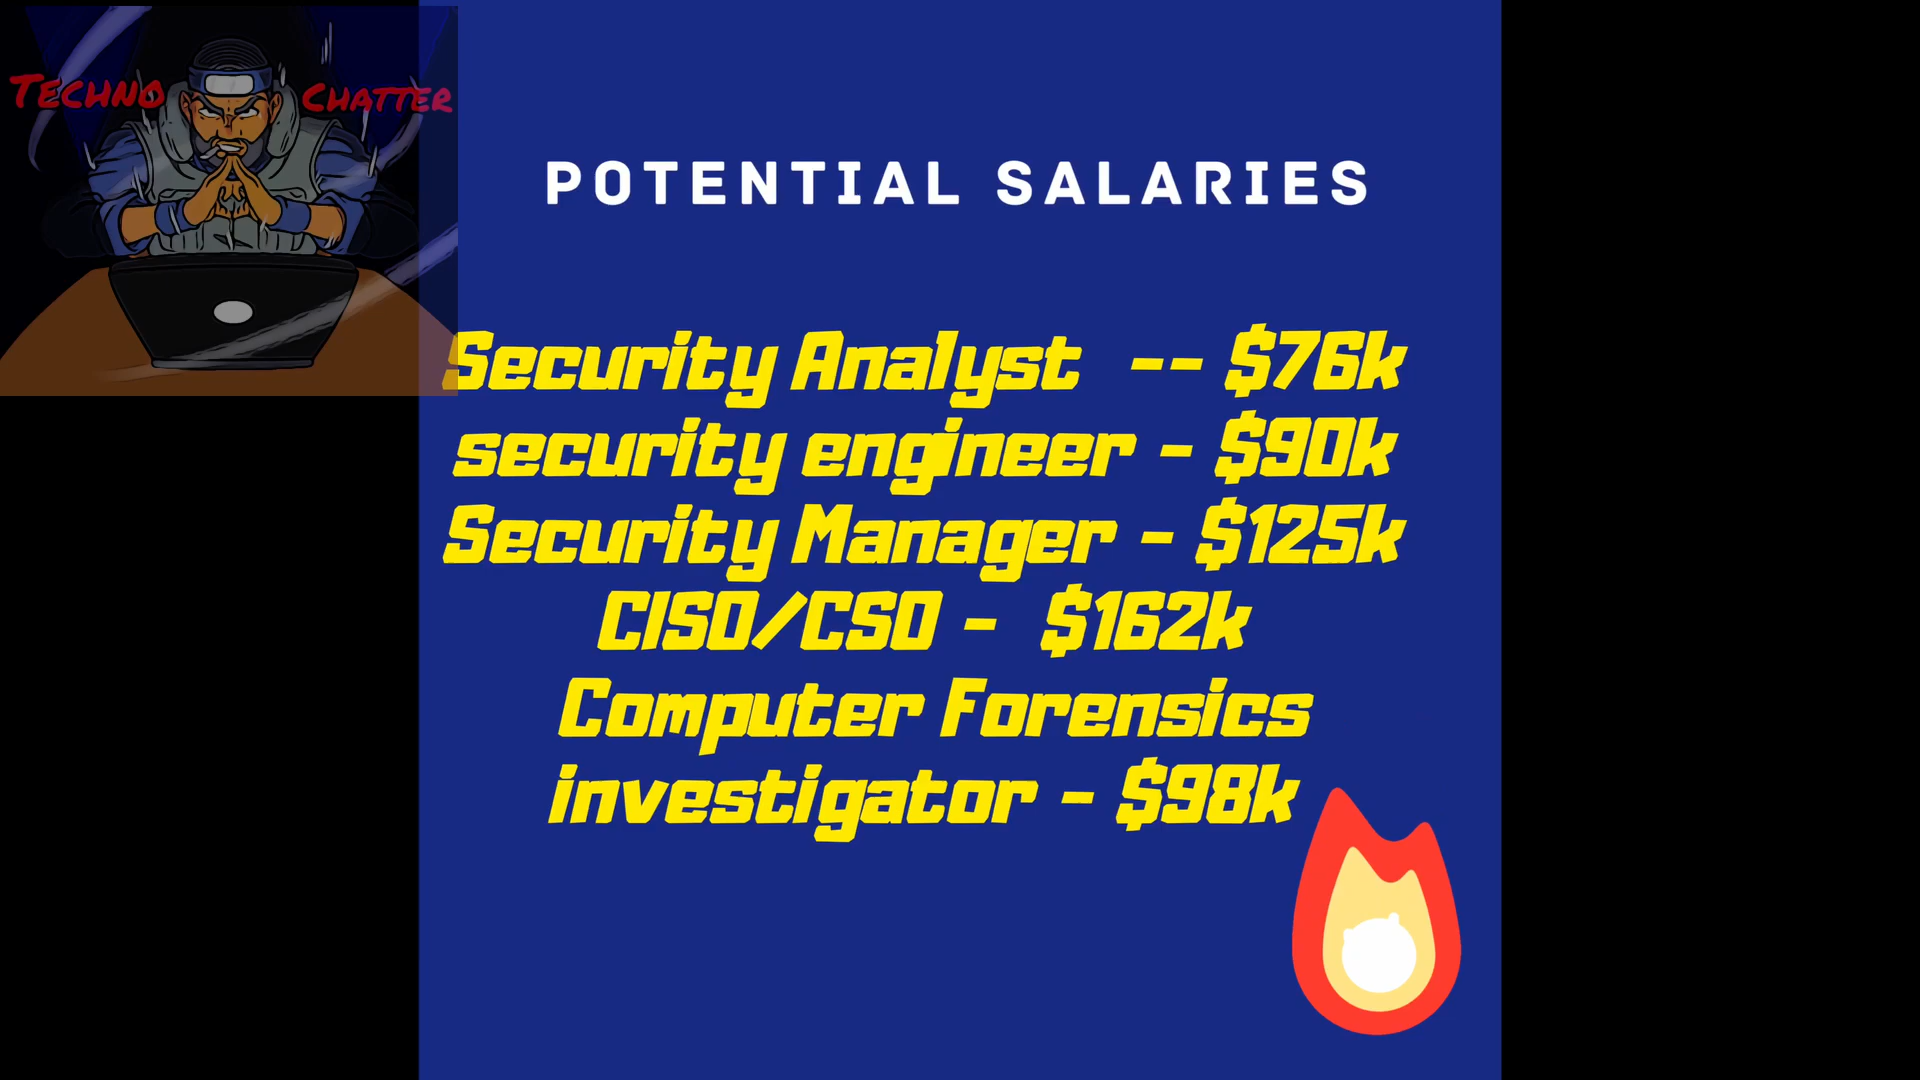 TECHNO CHATTER
POTENTIAL SALARIES
Security Analyst -- $76k
security engineer - $90k
Security Manager - $125k
CISO/CSO - $162k
Computer Forensics
investigator - $98k